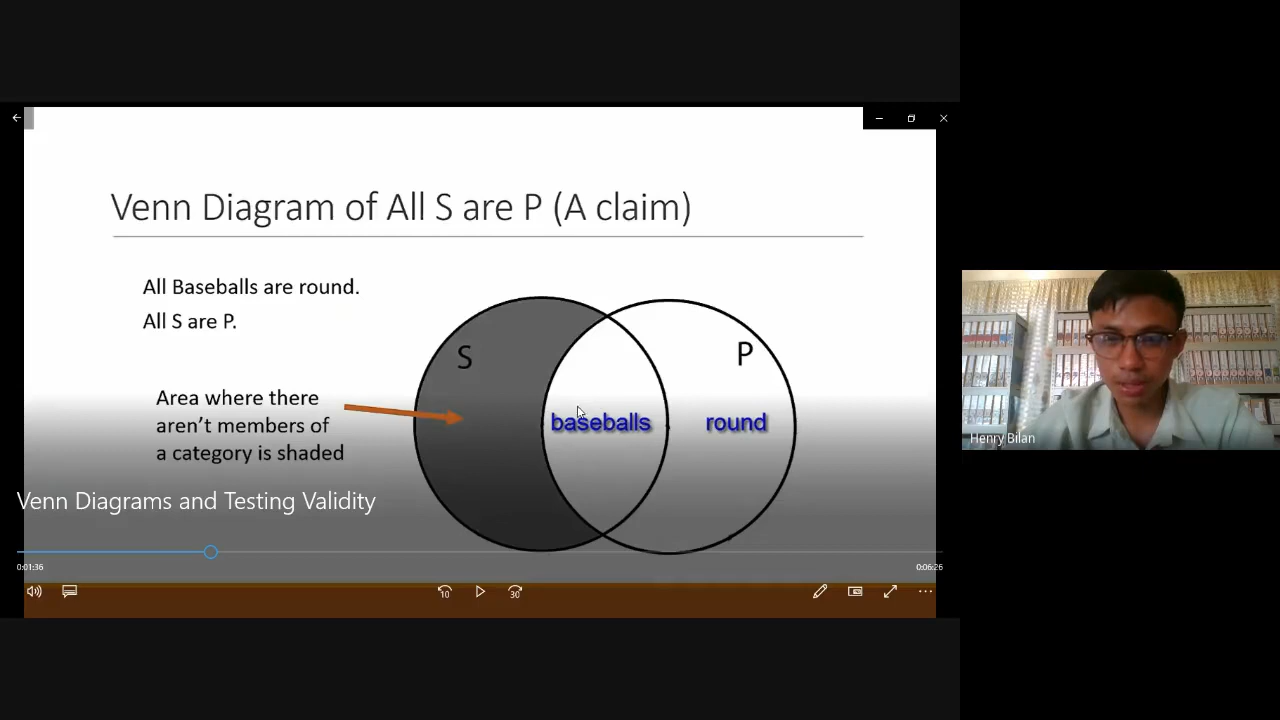 Venn Diagram of All S are P (A claim)
All Baseballs are round.
All S are P.
S
P
Area where there
aren't members of
a category is shaded
baseballs
round
Henry Bilan
Venn Diagrams and Testing Validity
0:01:36
0:06:26
10
30